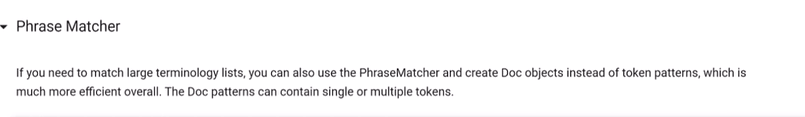 Phrase Matcher
If you need to match large terminology lists, you can also use the PhraseMatcher and create Doc objects instead of token patterns, which is
much more efficient overall. The Doc patterns can contain single or multiple tokens.